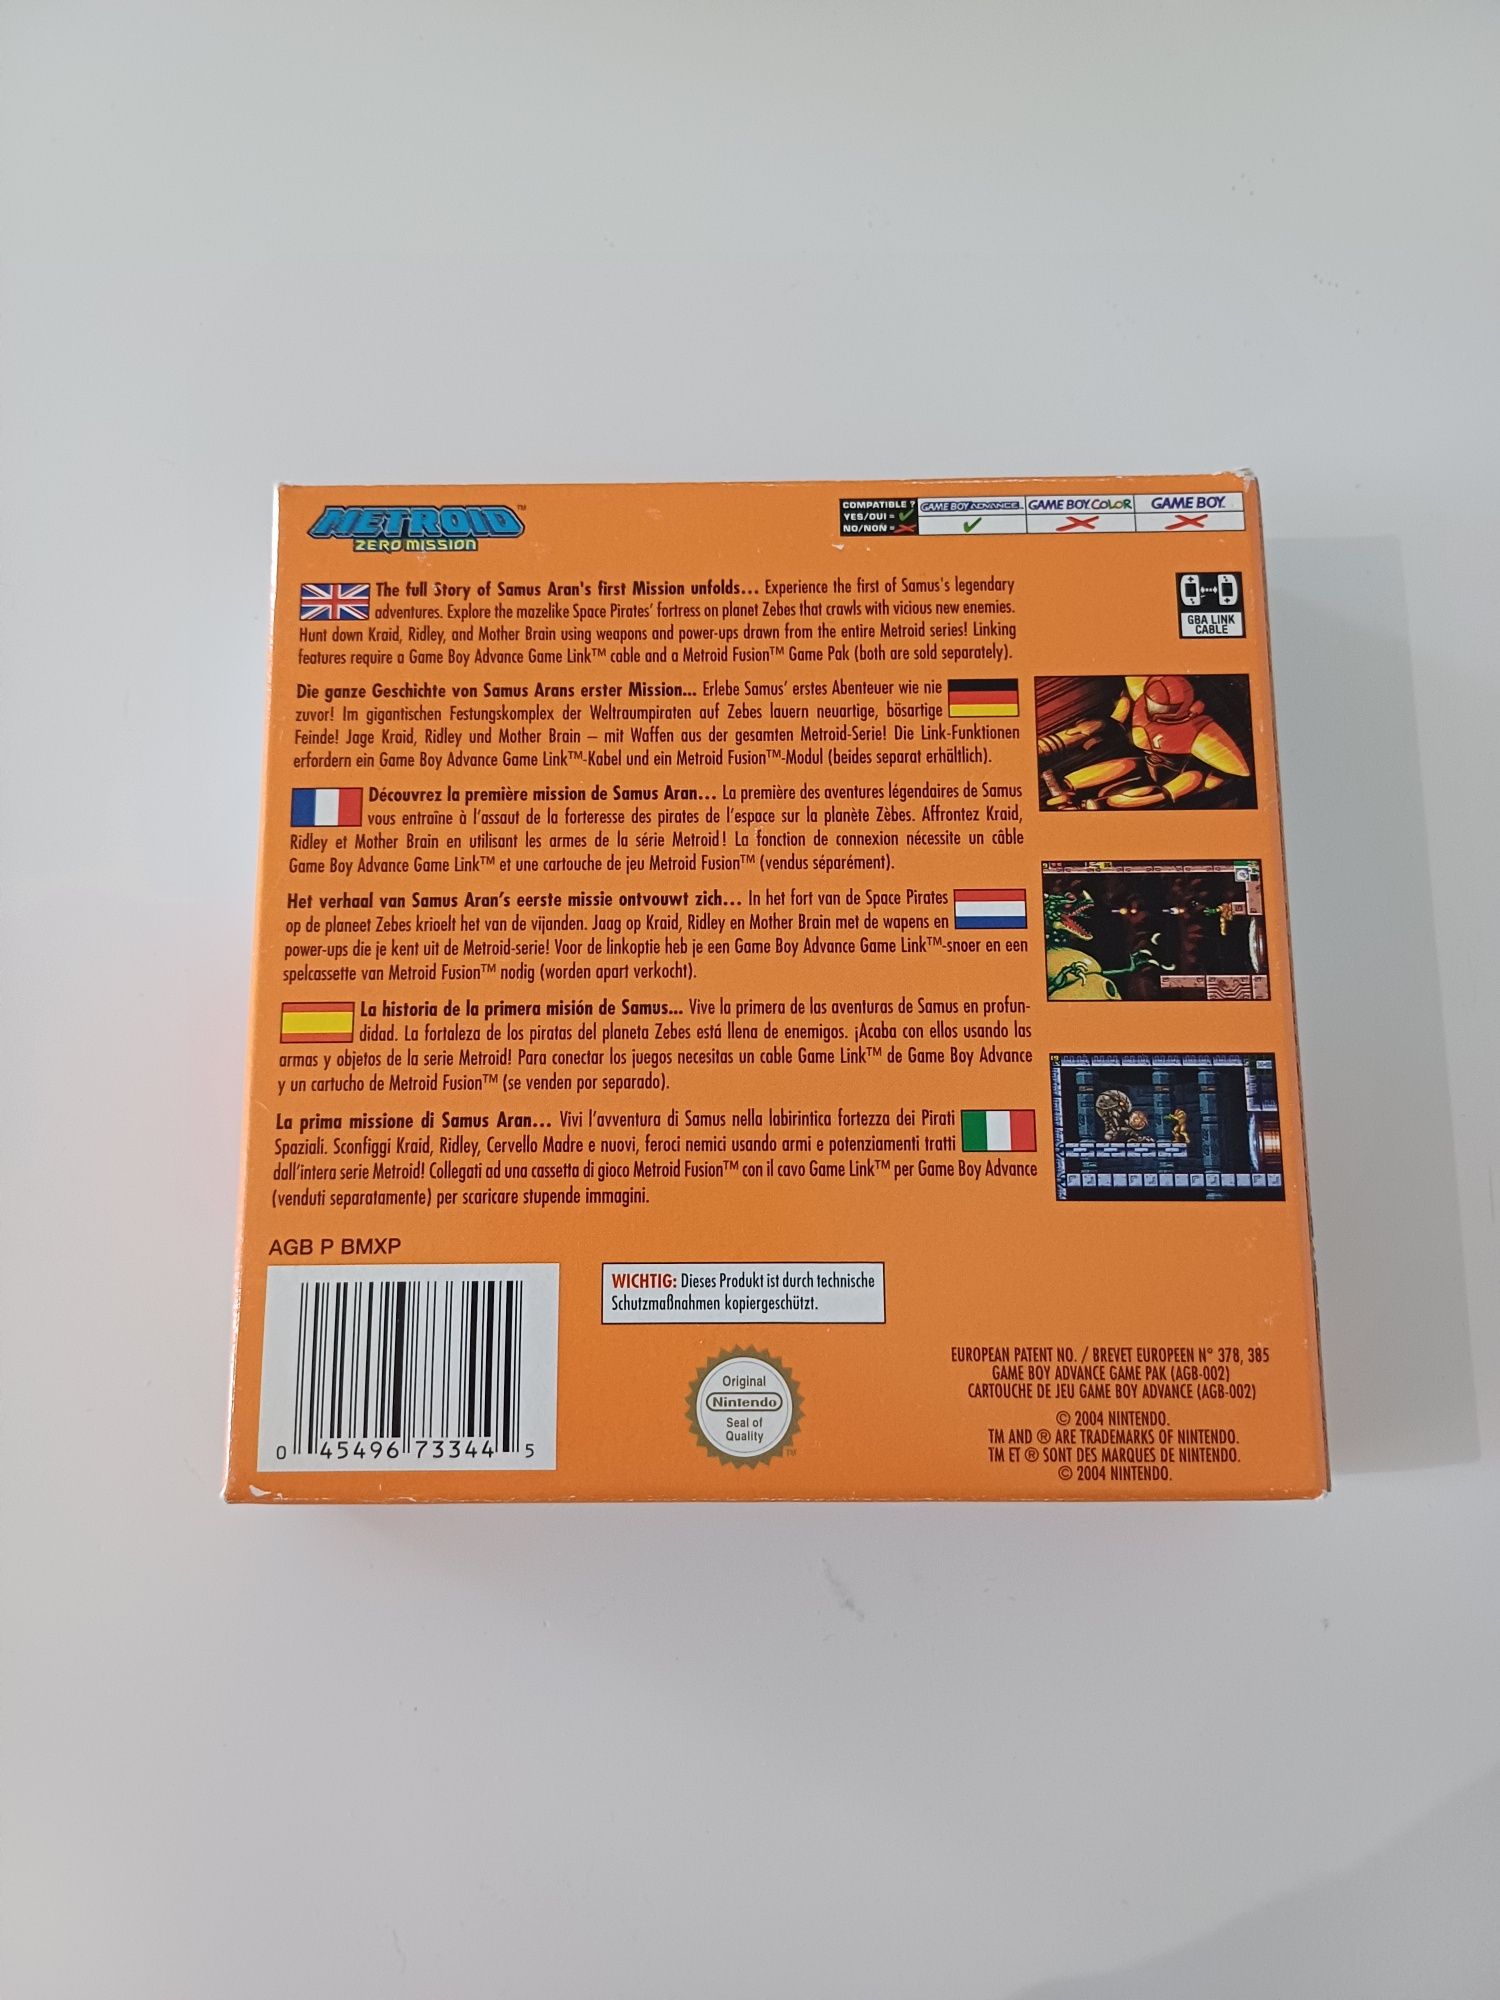 METROID™
ZERO MISSION
COMPATIBLE ?
YES/OUI = ✓
NO/NON = ✗
GAME BOY ADVANCE
GAME BOY COLOR
GAME BOY
GBA LINK
CABLE
The full Story of Samus Aran's first Mission unfolds... Experience the first of Samus's legendary
adventures. Explore the mazelike Space Pirates' fortress on planet Zebes that crawls with vicious new enemies.
Hunt down Kraid, Ridley, and Mother Brain using weapons and power-ups drawn from the entire Metroid series! Linking
features require a Game Boy Advance Game Link™ cable and a Metroid Fusion™ Game Pak (both are sold separately).
Die ganze Geschichte von Samus Arans erster Mission... Erlebe Samus' erstes Abenteuer wie nie
zuvor! Im gigantischen Festungskomplex der Weltraumpiraten auf Zebes lauern neuartige, bösartige
Feinde! Jage Kraid, Ridley und Mother Brain – mit Waffen aus der gesamten Metroid-Serie! Die Link-Funktionen
erfordern ein Game Boy Advance Game Link™-Kabel und ein Metroid Fusion™-Modul (beides separat erhältlich).
Découvrez la première mission de Samus Aran... La première des aventures légendaires de Samus
vous entraîne à l'assaut de la forteresse des pirates de l'espace sur la planète Zèbes. Affrontez Kraid,
Ridley et Mother Brain en utilisant les armes de la série Metroid! La fonction de connexion nécessite un câble
Game Boy Advance Game Link™ et une cartouche de jeu Metroid Fusion™ (vendus séparément).
Het verhaal van Samus Aran's eerste missie ontvouwt zich... In het fort van de Space Pirates
op de planeet Zebes krioelt het van de vijanden. Jaag op Kraid, Ridley en Mother Brain met de wapens en
power-ups die je kent uit de Metroid-serie! Voor de linkoptie heb je een Game Boy Advance Game Link™-snoer en een
spelcassette van Metroid Fusion™ nodig (worden apart verkocht).
La historia de la primera misión de Samus... Vive la primera de las aventuras de Samus en profun-
didad. La fortaleza de los piratas del planeta Zebes está llena de enemigos. ¡Acaba con ellos usando las
armas y objetos de la serie Metroid! Para conectar los juegos necesitas un cable Game Link™ de Game Boy Advance
y un cartucho de Metroid Fusion™ (se venden por separado).
La prima missione di Samus Aran... Vivi l'avventura di Samus nella labirintica fortezza dei Pirati
Spaziali. Sconfiggi Kraid, Ridley, Cervello Madre e nuovi, feroci nemici usando armi e potenziamenti tratti
dall'intera serie Metroid! Collegati ad una cassetta di gioco Metroid Fusion™ con il cavo Game Link™ per Game Boy Advance
(venduti separatamente) per scaricare stupende immagini.
AGB P BMXP
0 45496 73344 5
WICHTIG: Dieses Produkt ist durch technische
Schutzmaßnahmen kopiergeschützt.
Original
Nintendo
Seal of
Quality
TM
EUROPEAN PATENT NO. / BREVET EUROPEEN N° 378, 385
GAME BOY ADVANCE GAME PAK (AGB-002)
CARTOUCHE DE JEU GAME BOY ADVANCE (AGB-002)
© 2004 NINTENDO.
TM AND ® ARE TRADEMARKS OF NINTENDO.
TM ET ® SONT DES MARQUES DE NINTENDO.
© 2004 NINTENDO.